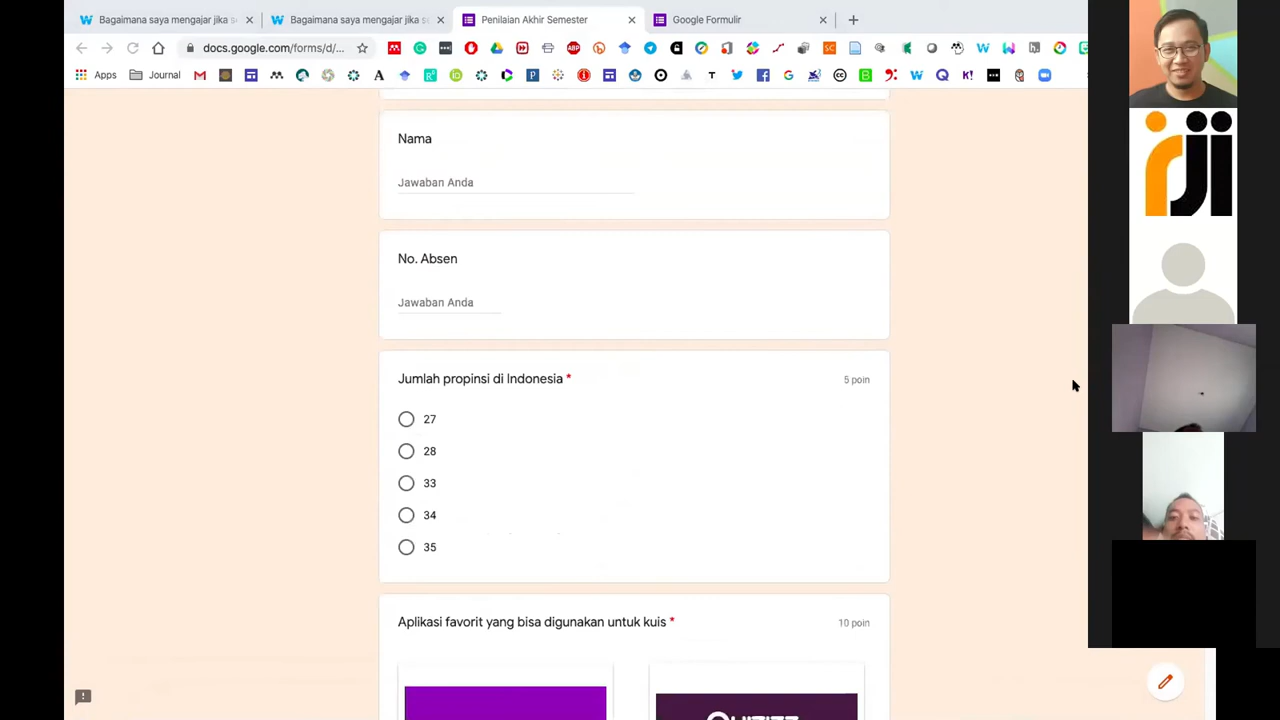 Bagaimana saya mengajar jika s
Bagaimana saya mengajar jika se
Penilaian Akhir Semester
Google Formulir
docs.google.com/forms/d/...
Apps
Journal
Nama
Jawaban Anda
No. Absen
Jawaban Anda
Jumlah propinsi di Indonesia *
5 poin
27
28
33
34
35
Aplikasi favorit yang bisa digunakan untuk kuis *
10 poin
rji